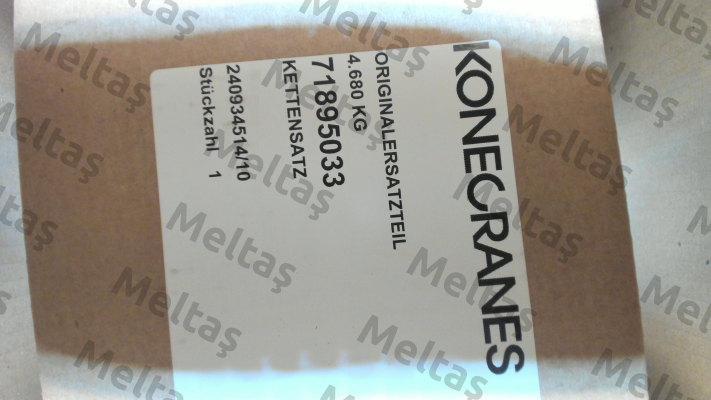 KONECRANES
ORIGINALERSATZTEIL
4.680 KG
71895033
KETTENSATZ
240934514/10
Stückzahl 1
Meltaş